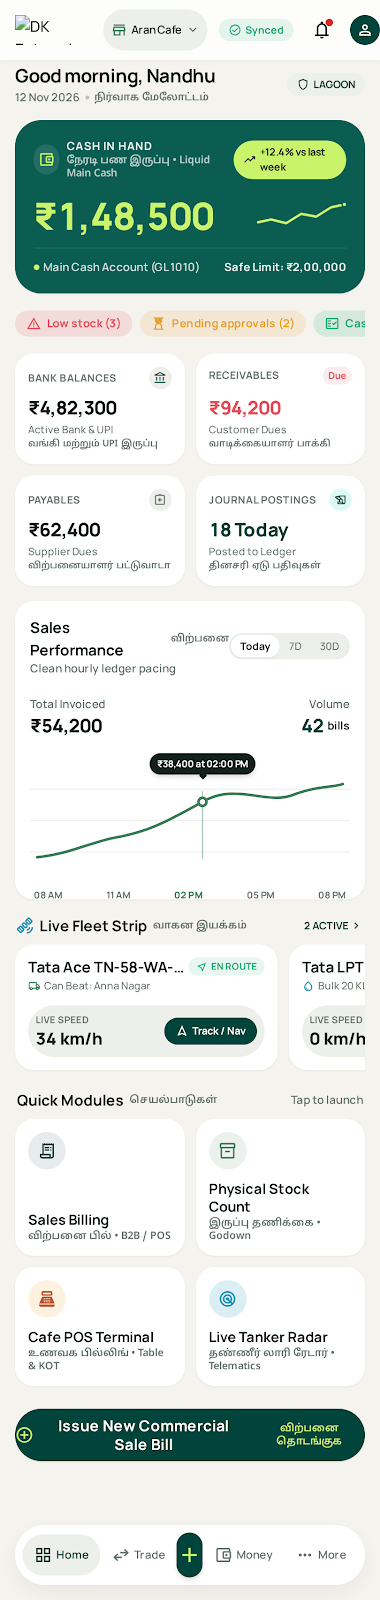 DK
Aran Cafe
Synced
Good morning, Nandhu
12 Nov 2026 • நிர்வாக மேலோட்டம்
LAGOON
CASH IN HAND
நேரடி பண இருப்பு • Liquid
Main Cash
+12.4% vs last
week
₹1,48,500
Main Cash Account (GL1010)
Safe Limit: ₹2,00,000
Low stock (3)
Pending approvals (2)
Cas
BANK BALANCES
₹4,82,300
Active Bank & UPI
வங்கி மற்றும் UPI இருப்பு
RECEIVABLES
Due
₹94,200
Customer Dues
வாடிக்கையாளர் பாக்கி
PAYABLES
₹62,400
Supplier Dues
விற்பனையாளர் பட்டுவாடா
JOURNAL POSTINGS
18 Today
Posted to Ledger
தினசரி ஏடு பதிவுகள்
Sales
Performance
விற்பனை
Clean hourly ledger pacing
Today
7D
30D
Total Invoiced
₹54,200
Volume
42 bills
₹38,400 at 02:00 PM
08 AM
11 AM
02 PM
05 PM
08 PM
Live Fleet Strip
வாகன இயக்கம்
2 ACTIVE >
Tata Ace TN-58-WA-...
EN ROUTE
Can Beat: Anna Nagar
LIVE SPEED
34 km/h
Track / Nav
Tata LPT
Bulk 20 KL
LIVE SPEED
0 km/h
Quick Modules
செயல்பாடுகள்
Tap to launch
Sales Billing
விற்பனை பில் • B2B / POS
Physical Stock
Count
இருப்பு தணிக்கை •
Godown
Cafe POS Terminal
உணவக பில்லிங் • Table
& KOT
Live Tanker Radar
தண்ணீர் லாரி ரேடார் •
Telematics
Issue New Commercial
Sale Bill
விற்பனை
தொடங்குக
Home
Trade
Money
More